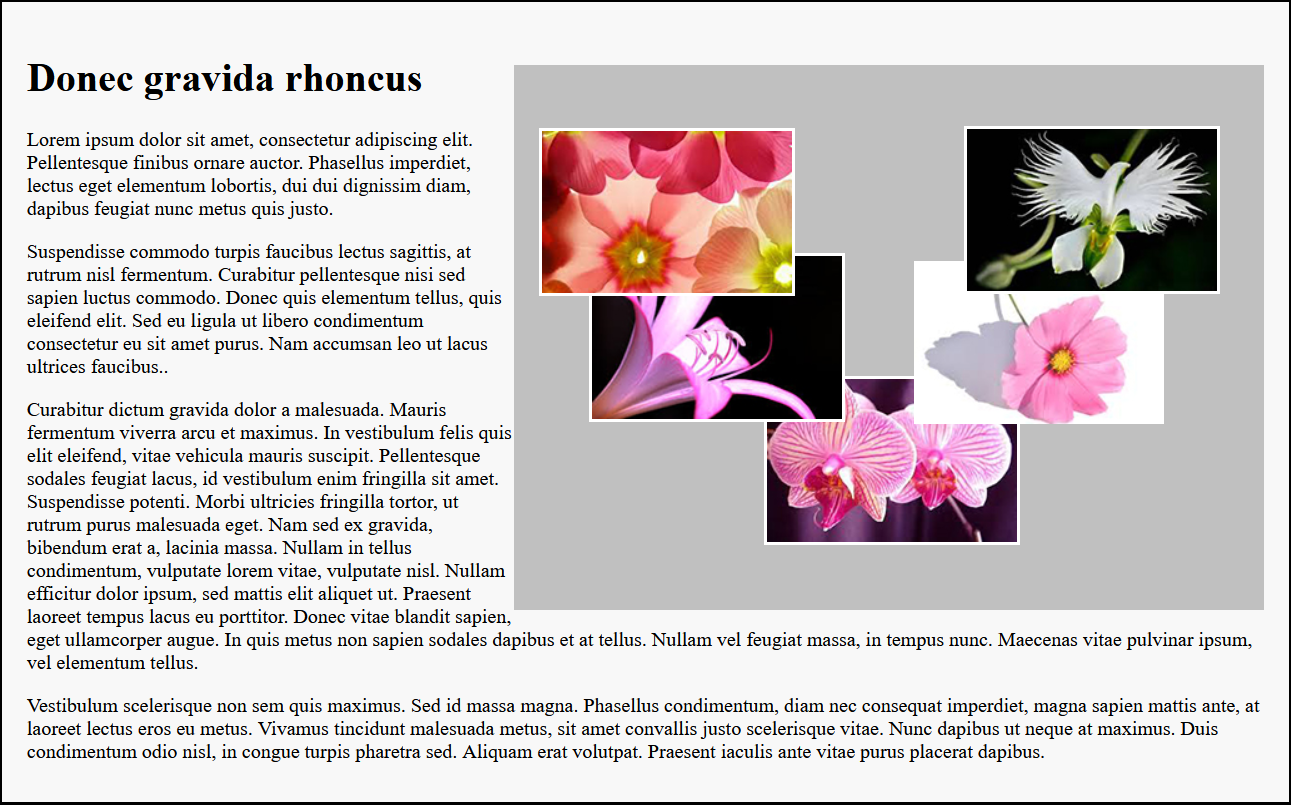 Donec gravida rhoncus
Lorem ipsum dolor sit amet, consectetur adipiscing elit.
Pellentesque finibus ornare auctor. Phasellus imperdiet,
lectus eget elementum lobortis, dui dui dignissim diam,
dapibus feugiat nunc metus quis justo.
Suspendisse commodo turpis faucibus lectus sagittis, at
rutrum nisl fermentum. Curabitur pellentesque nisi sed
sapien luctus commodo. Donec quis elementum tellus, quis
eleifend elit. Sed eu ligula ut libero condimentum
consectetur eu sit amet purus. Nam accumsan leo ut lacus
ultrices faucibus..
Curabitur dictum gravida dolor a malesuada. Mauris
fermentum viverra arcu et maximus. In vestibulum felis quis
elit eleifend, vitae vehicula mauris suscipit. Pellentesque
sodales feugiat lacus, id vestibulum enim fringilla sit amet.
Suspendisse potenti. Morbi ultricies fringilla tortor, ut
rutrum purus malesuada eget. Nam sed ex gravida,
bibendum erat a, lacinia massa. Nullam in tellus
condimentum, vulputate lorem vitae, vulputate nisl. Nullam
efficitur dolor ipsum, sed mattis elit aliquet ut. Praesent
laoreet tempus lacus eu porttitor. Donec vitae blandit sapien,
eget ullamcorper augue. In quis metus non sapien sodales dapibus et at tellus. Nullam vel feugiat massa, in tempus nunc. Maecenas vitae pulvinar ipsum,
vel elementum tellus.
Vestibulum scelerisque non sem quis maximus. Sed id massa magna. Phasellus condimentum, diam nec consequat imperdiet, magna sapien mattis ante, at
laoreet lectus eros eu metus. Vivamus tincidunt malesuada metus, sit amet convallis justo scelerisque vitae. Nunc dapibus ut neque at maximus. Duis
condimentum odio nisl, in congue turpis pharetra sed. Aliquam erat volutpat. Praesent iaculis ante vitae purus placerat dapibus.